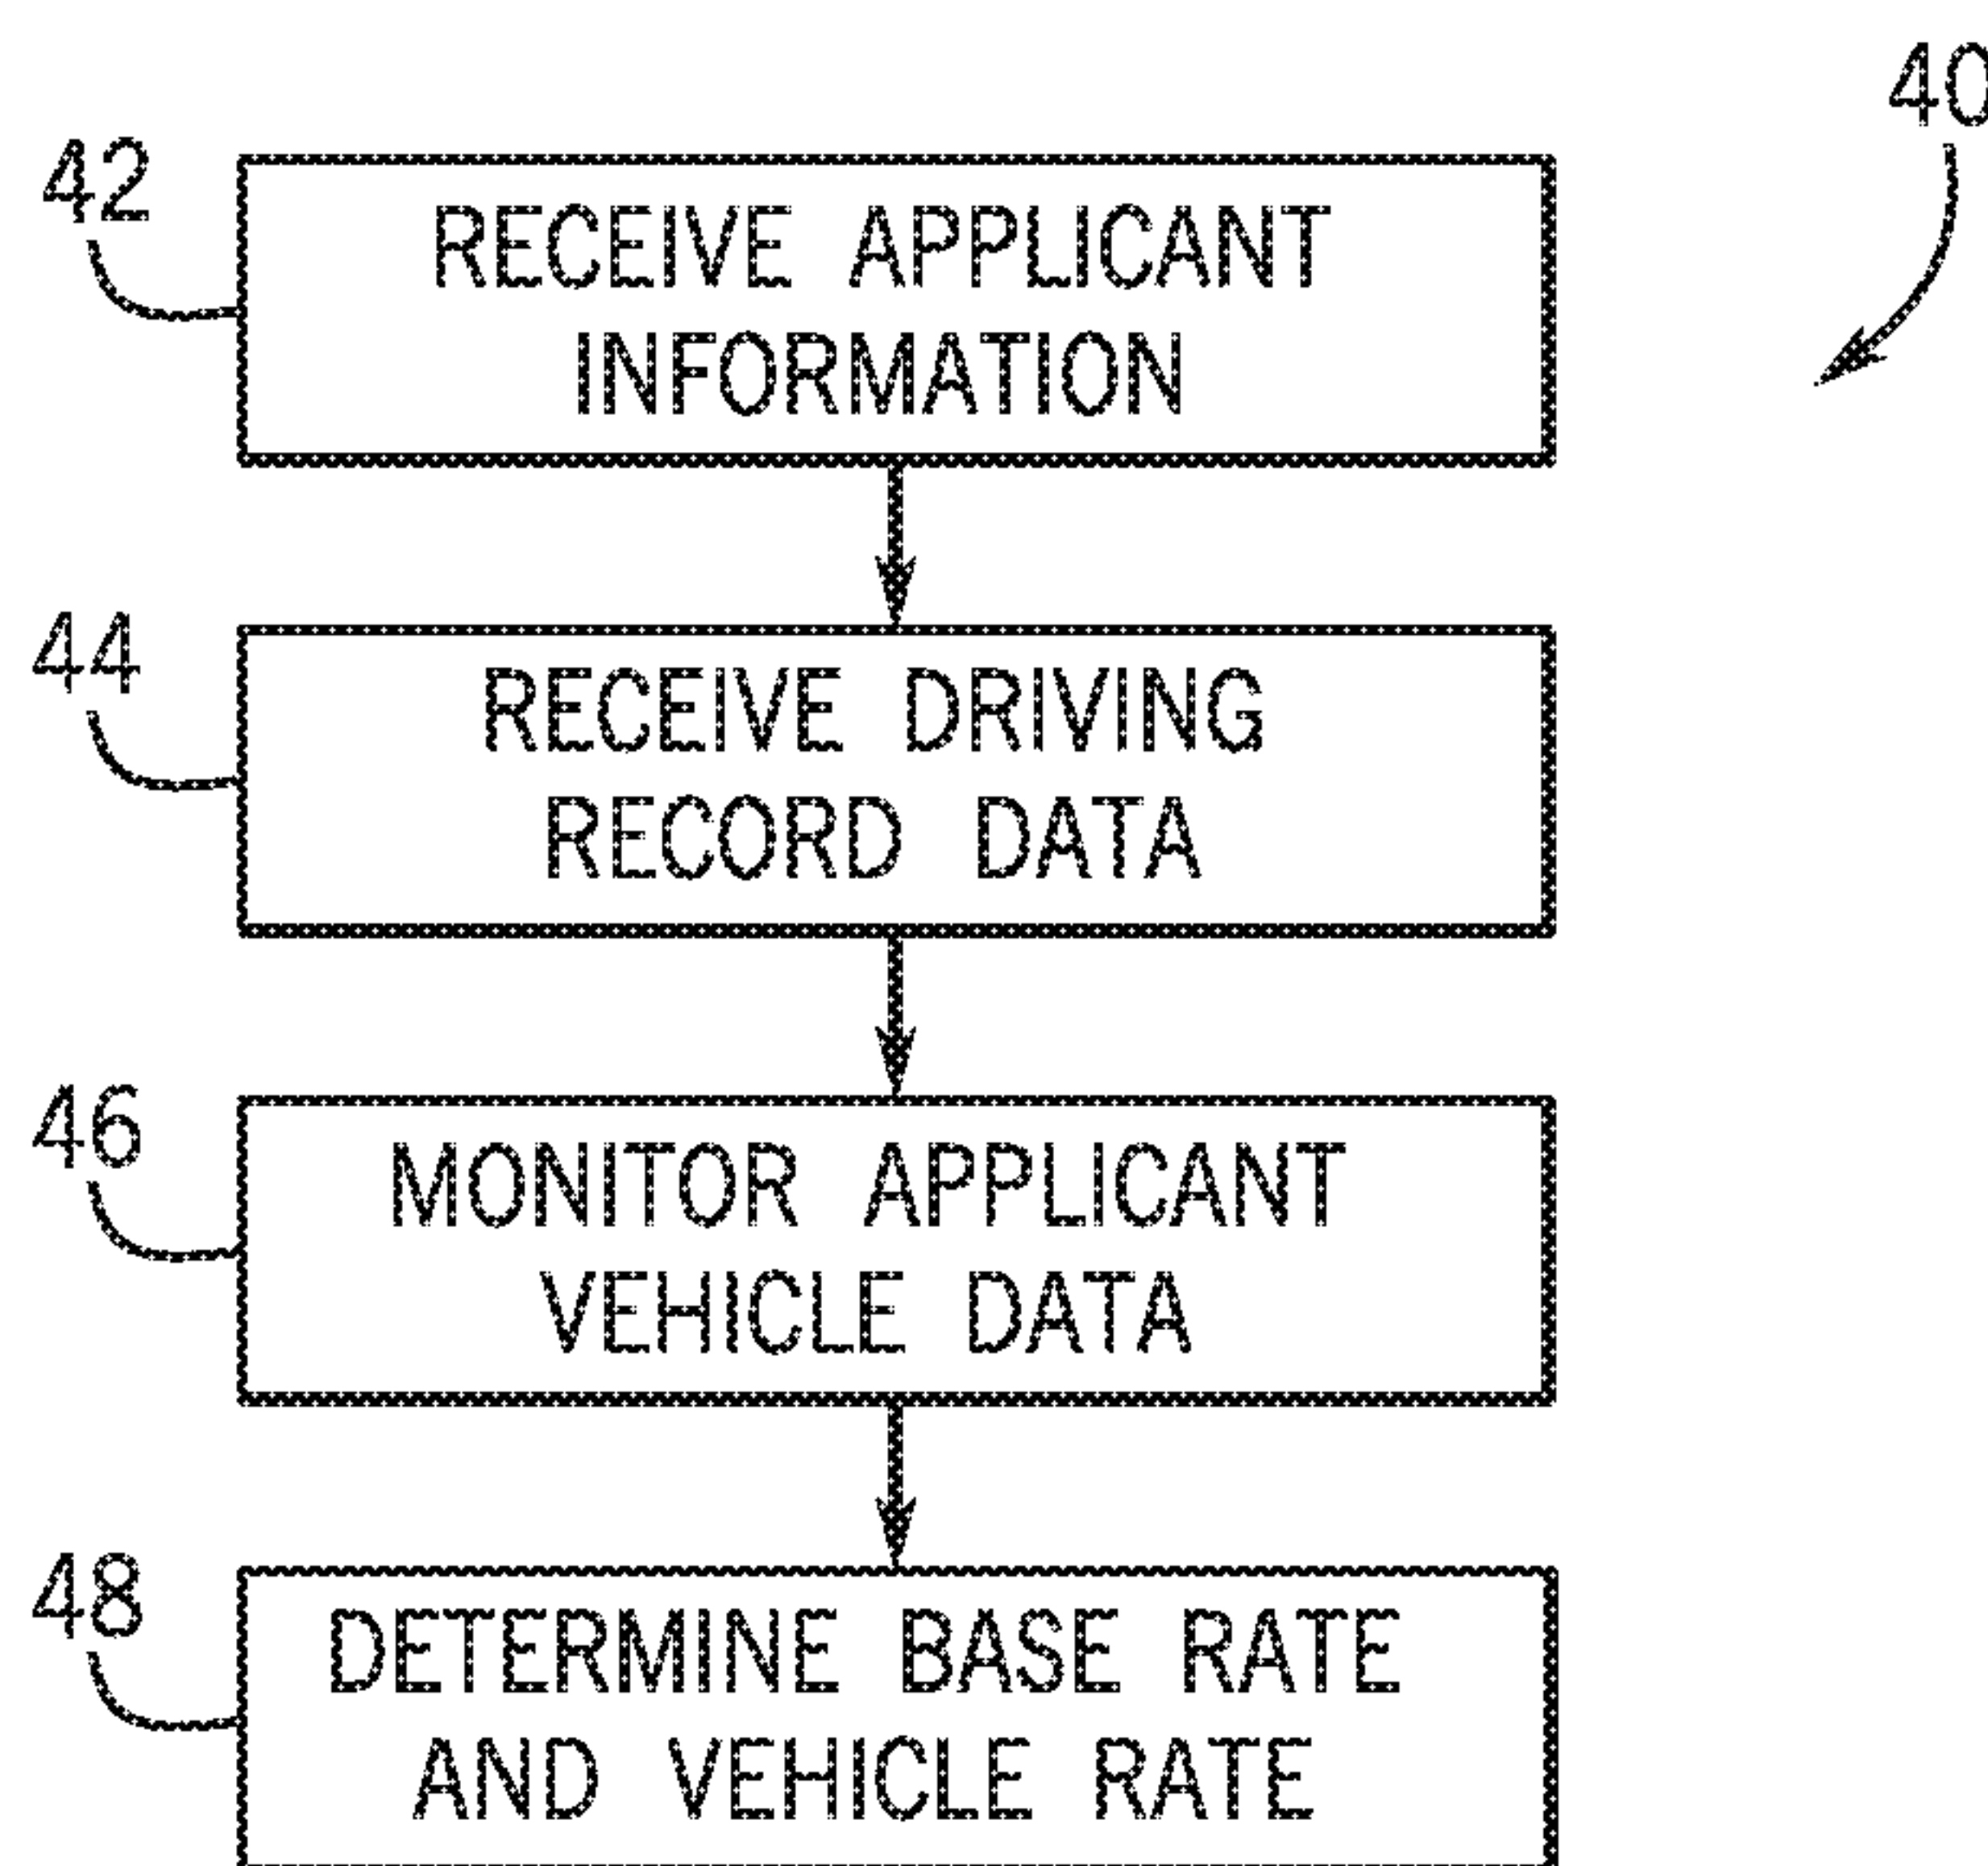 40
42
RECEIVE APPLICANT
INFORMATION
44
RECEIVE DRIVING
RECORD DATA
46
MONITOR APPLICANT
VEHICLE DATA
48
DETERMINE BASE RATE
AND VEHICLE RATE